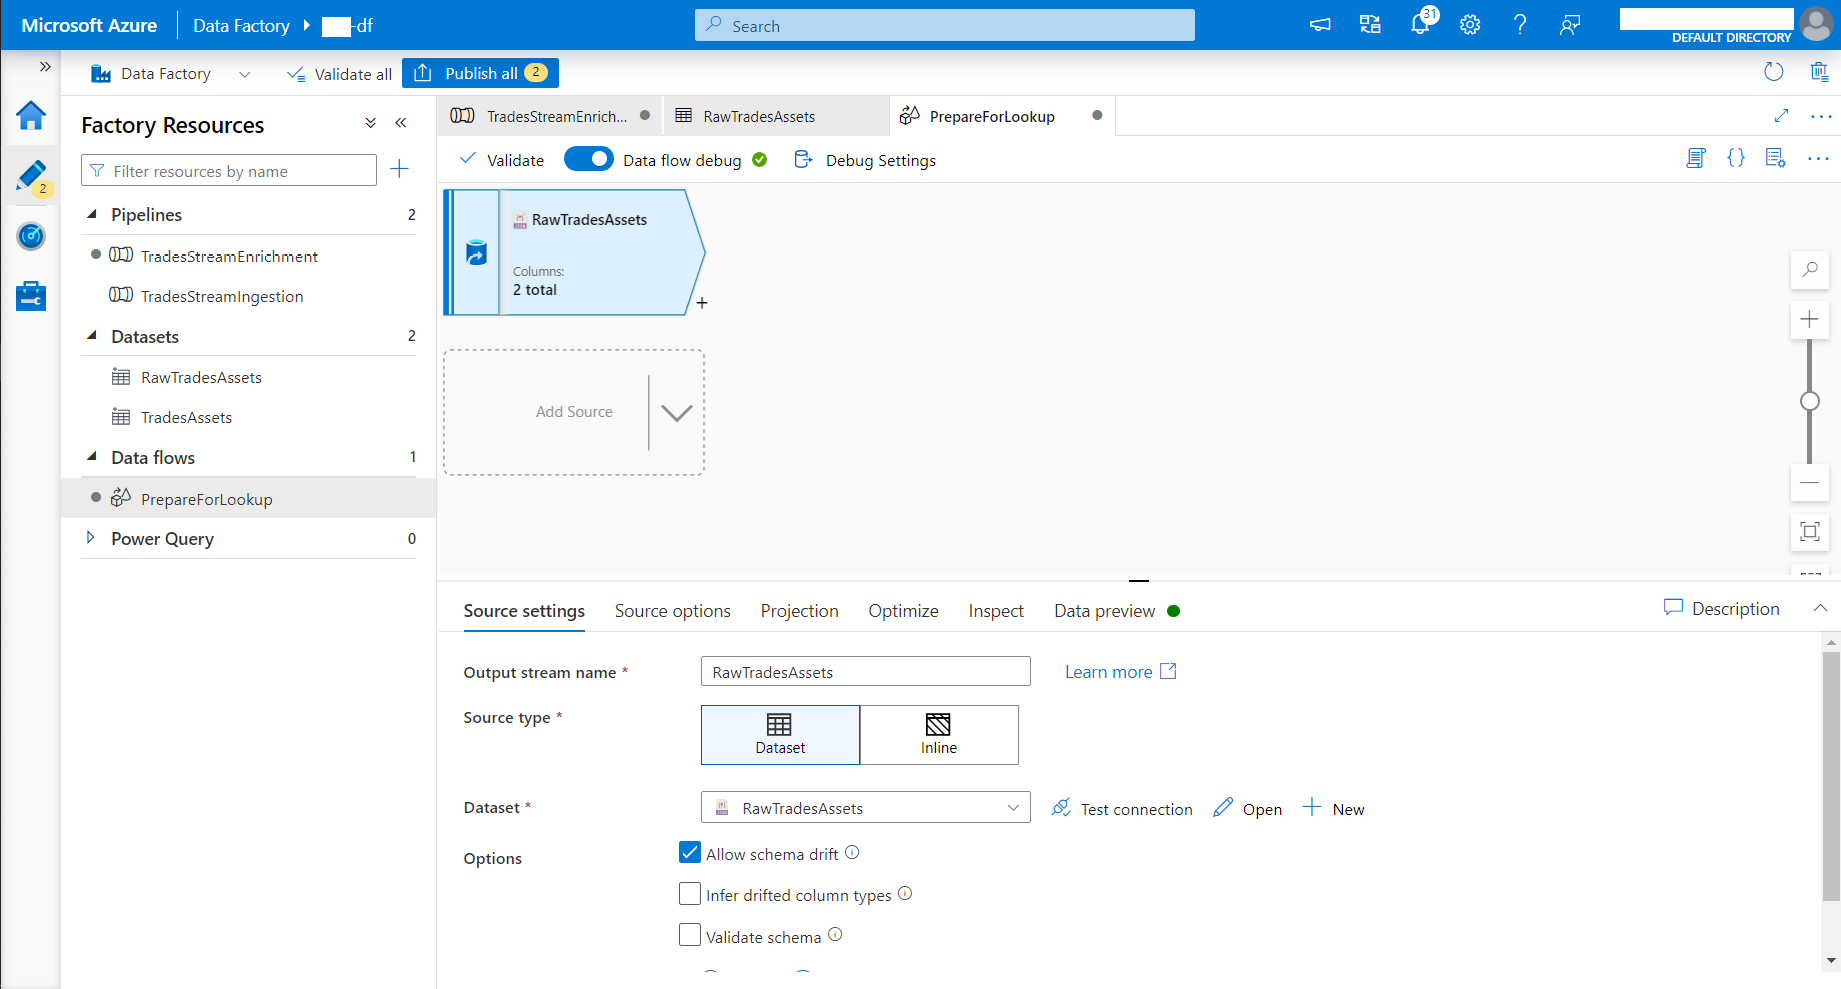 Microsoft Azure
Data Factory
-df
Search
31
DEFAULT DIRECTORY
Data Factory
Validate all
Publish all 2
2
Factory Resources
Filter resources by name
Pipelines 2
TradesStreamEnrichment
TradesStreamIngestion
Datasets 2
RawTradesAssets
TradesAssets
Data flows 1
PrepareForLookup
Power Query 0
TradesStreamEnrich...
RawTradesAssets
PrepareForLookup
Validate
Data flow debug
Debug Settings
RawTradesAssets
Columns:
2 total
Add Source
Source settings
Source options
Projection
Optimize
Inspect
Data preview
Description
Output stream name *
RawTradesAssets
Learn more
Source type *
Dataset
Inline
Dataset *
RawTradesAssets
Test connection
Open
New
Options
Allow schema drift
Infer drifted column types
Validate schema